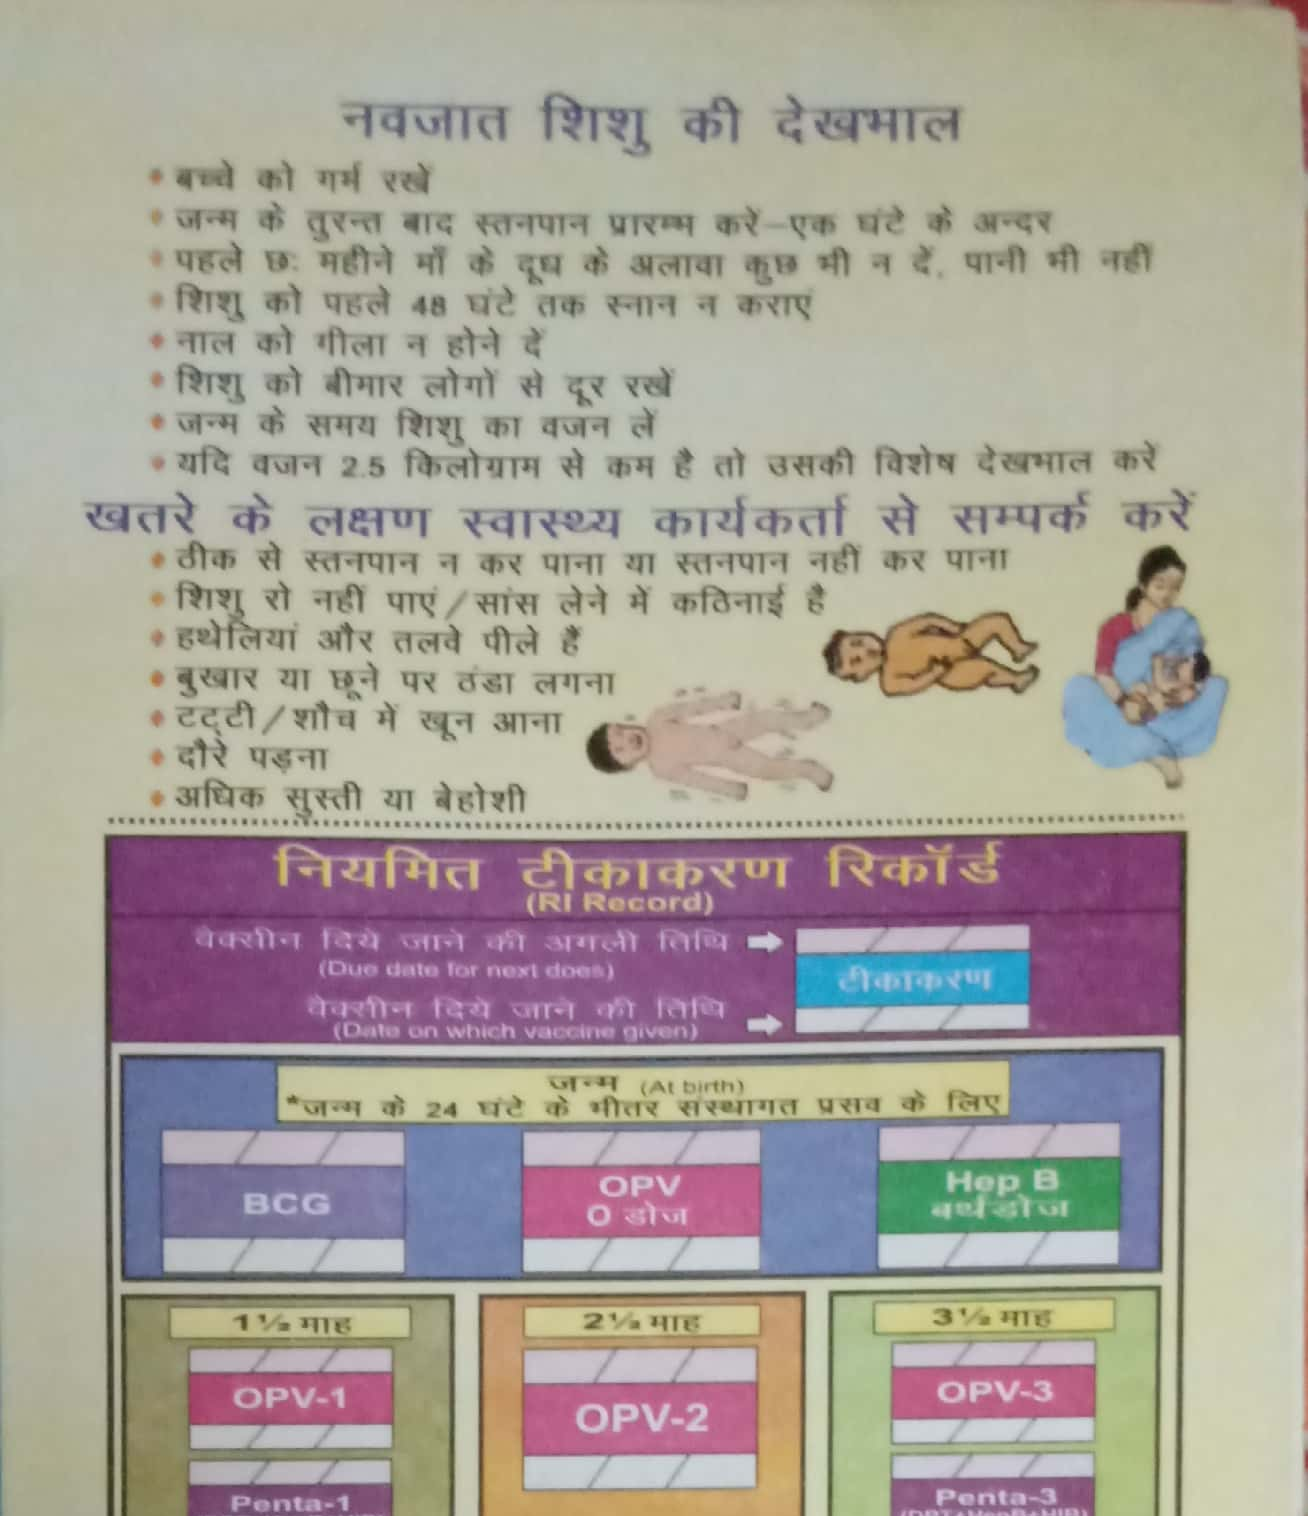 नवजात शिशु की देखभाल
बच्चे को गर्म रखें
जन्म के तुरन्त बाद स्तनपान प्रारम्भ करें–एक घंटे के अन्दर
पहले छः महीने माँ के दूध के अलावा कुछ भी न दें, पानी भी नहीं
शिशु को पहले 48 घंटे तक स्नान न कराएं
नाल को गीला न होने दें
शिशु को बीमार लोगों से दूर रखें
जन्म के समय शिशु का वजन लें
यदि वजन 2.5 किलोग्राम से कम है तो उसकी विशेष देखभाल करें
खतरे के लक्षण स्वास्थ्य कार्यकर्ता से सम्पर्क करें
ठीक से स्तनपान न कर पाना या स्तनपान नहीं कर पाना
शिशु रो नहीं पाएं/सांस लेने में कठिनाई है
हथेलियां और तलवे पीले हैं
बुखार या छूने पर ठंडा लगना
टट्टी/शौच में खून आना
दौरे पड़ना
अधिक सुस्ती या बेहोशी
नियमित टीकाकरण रिकॉर्ड
(RI Record)
वैक्सीन दिये जाने की अगली तिथि
(Due date for next does)
टीकाकरण
वैक्सीन दिये जाने की तिथि
(Date on which vaccine given)
जन्म (At birth)
*जन्म के 24 घंटे के भीतर संस्थागत प्रसव के लिए
BCG
OPV
0 डोज
Hep B
बर्थडोज
1½ माह
2½ माह
3½ माह
OPV-1
OPV-2
OPV-3
Penta-1
Penta-3